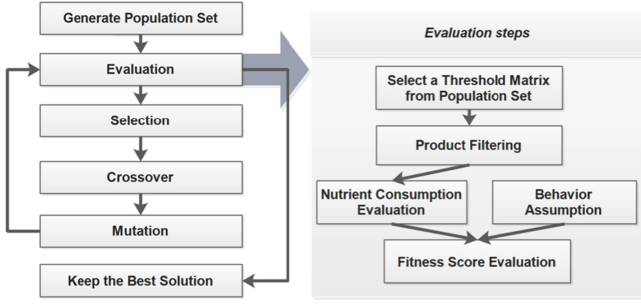 Generate Population Set
Evaluation
Selection
Crossover
Mutation
Keep the Best Solution
Evaluation steps
Select a Threshold Matrix
from Population Set
Product Filtering
Nutrient Consumption
Evaluation
Behavior
Assumption
Fitness Score Evaluation